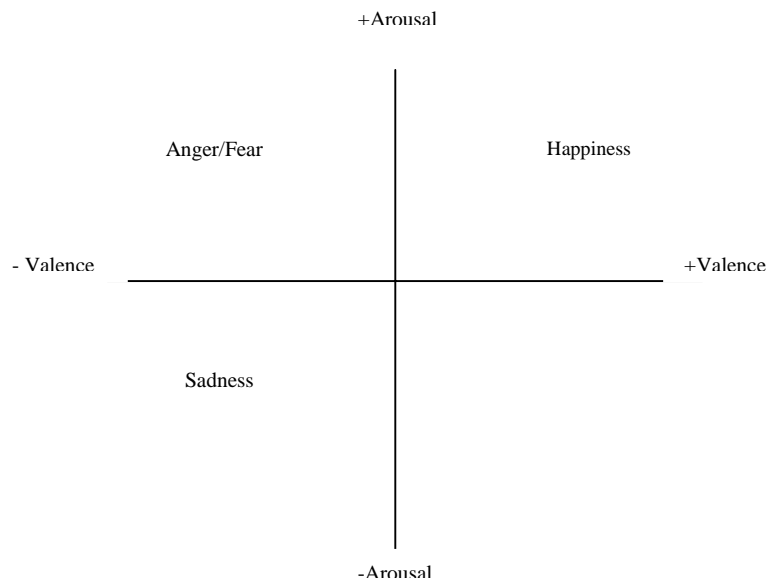 +Arousal
Anger/Fear
Happiness
- Valence
+Valence
Sadness
-Arousal